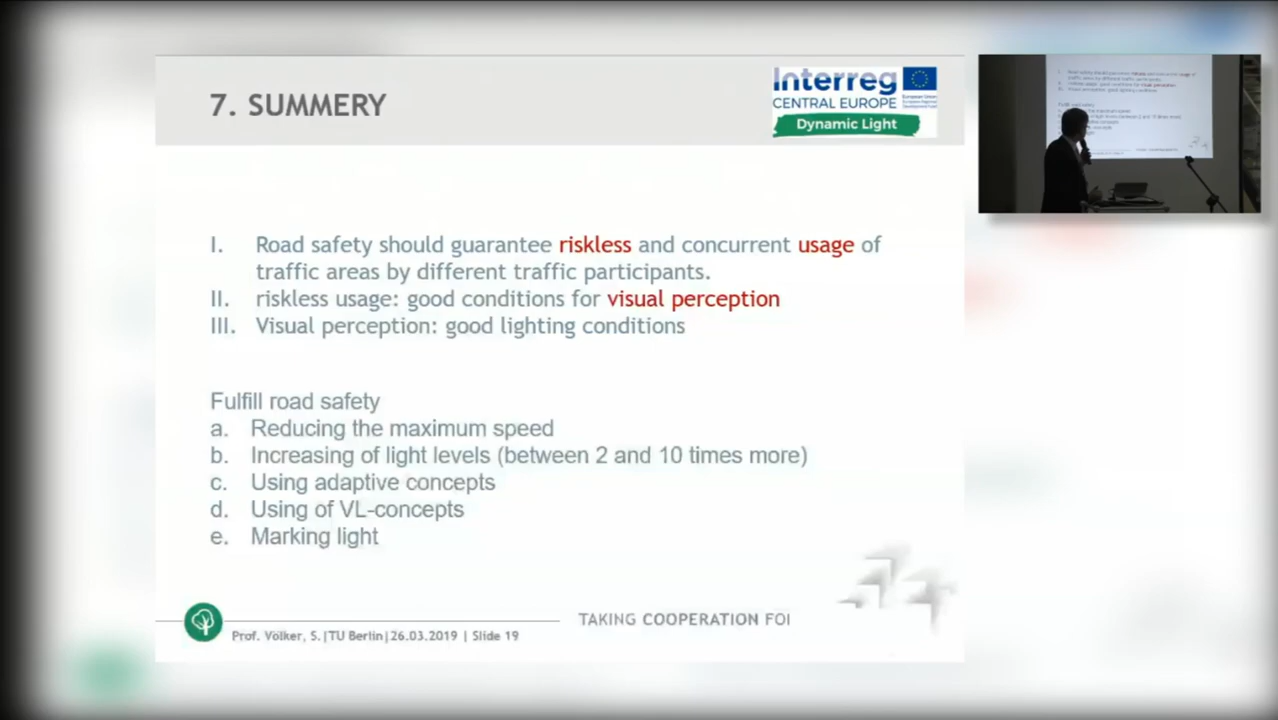 7. SUMMERY
Interreg
CENTRAL EUROPE
European Union
European Regional
Development Fund
Dynamic Light
I. Road safety should guarantee riskless and concurrent usage of
traffic areas by different traffic participants.
II. riskless usage: good conditions for visual perception
III. Visual perception: good lighting conditions
Fulfill road safety
a. Reducing the maximum speed
b. Increasing of light levels (between 2 and 10 times more)
c. Using adaptive concepts
d. Using of VL-concepts
e. Marking light
TAKING COOPERATION FOI
Prof. Völker, S.|TU Berlin|26.03.2019 | Slide 19